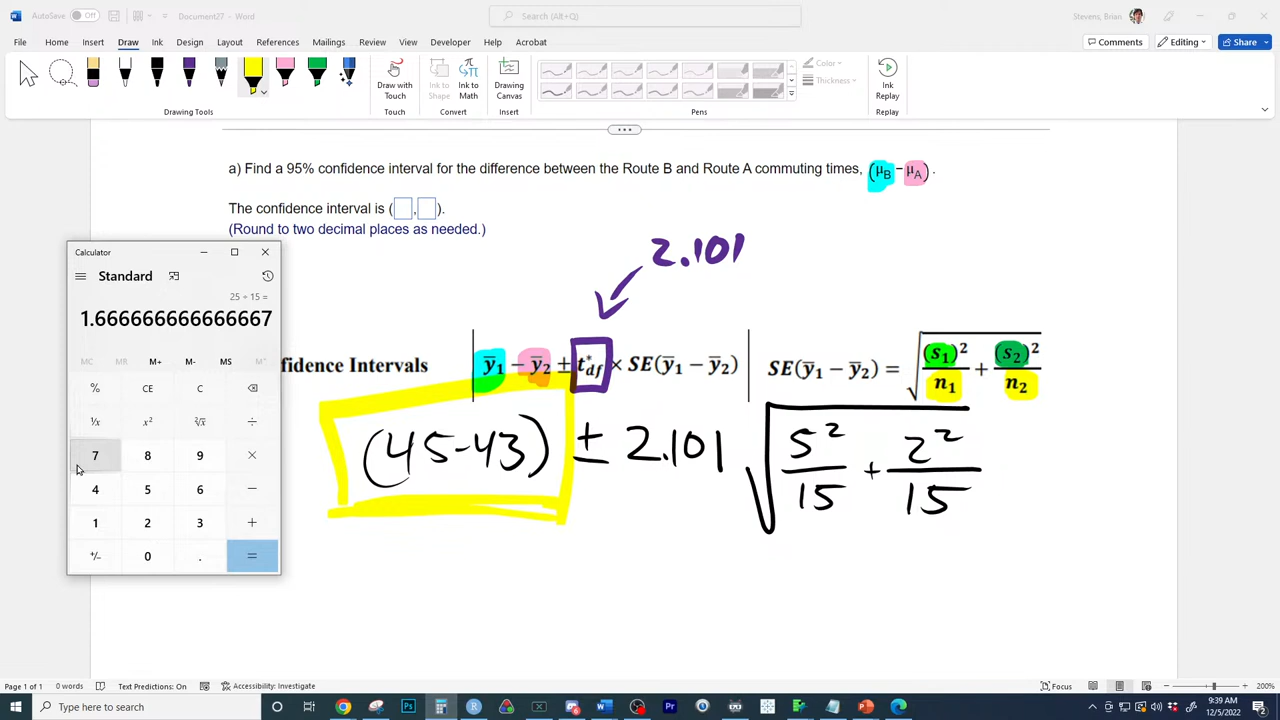 AutoSave Off Document27 Search (Alt+Q) Stevens, Brian
File Home Insert Draw Ink Design Layout References Mailings Review View Developer Help Acrobat Comments Editing Share
Draw with Touch
Ink to Shape
Ink to Math
Drawing Canvas
Color
Thickness
Ink Replay
Drawing Tools Touch Convert Insert Pens Replay
a) Find a 95% confidence interval for the difference between the Route B and Route A commuting times, (μB − μA).
The confidence interval is ( , ).
(Round to two decimal places as needed.)
2.101
Calculator
Standard
25 ÷ 15 =
1.666666666666667
MC MR M+ M- MS M˅
% CE C
¹/x x² ²√x ÷
7 8 9 ×
4 5 6 −
1 2 3 +
+/− 0 . =
fidence Intervals | ȳ₁ − ȳ₂ ± t*df × SE(ȳ₁ − ȳ₂) | SE(ȳ₁ − ȳ₂) = √((s₁)²/n₁ + (s₂)²/n₂)
(45-43) ± 2.101 √(5²/15 + 2²/15)
Page 1 of 1 0 words Text Predictions: On Accessibility: Investigate Focus 200%
Type here to search
9:39 AM
12/5/2022